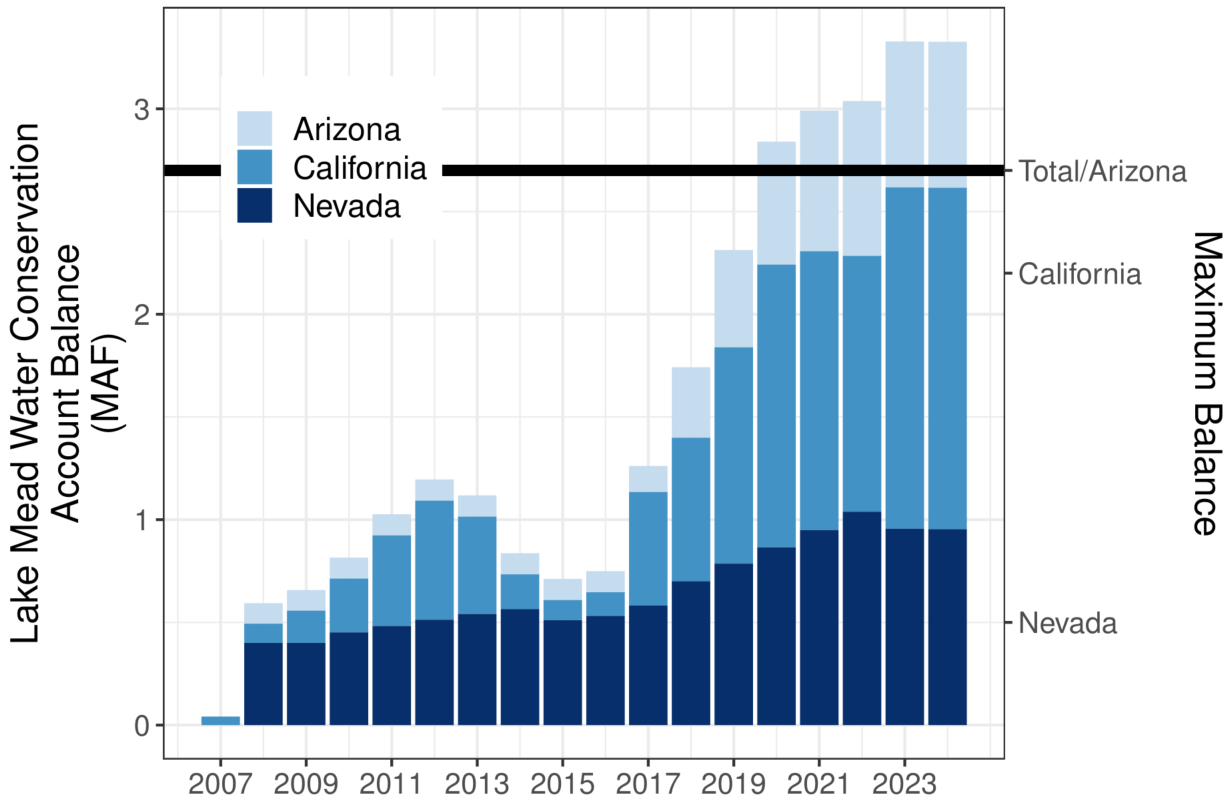 Lake Mead Water Conservation
Account Balance
(MAF)
3
2
1
0
Arizona
California
Nevada
Total/Arizona
California
Nevada
Maximum Balance
2007 2009 2011 2013 2015 2017 2019 2021 2023